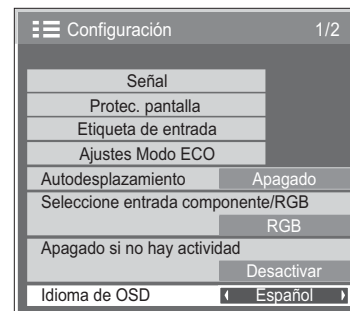 Configuración 1/2
Señal
Protec. pantalla
Etiqueta de entrada
Ajustes Modo ECO
Autodesplazamiento Apagado
Seleccione entrada componente/RGB
RGB
Apagado si no hay actividad
Desactivar
Idioma de OSD Español